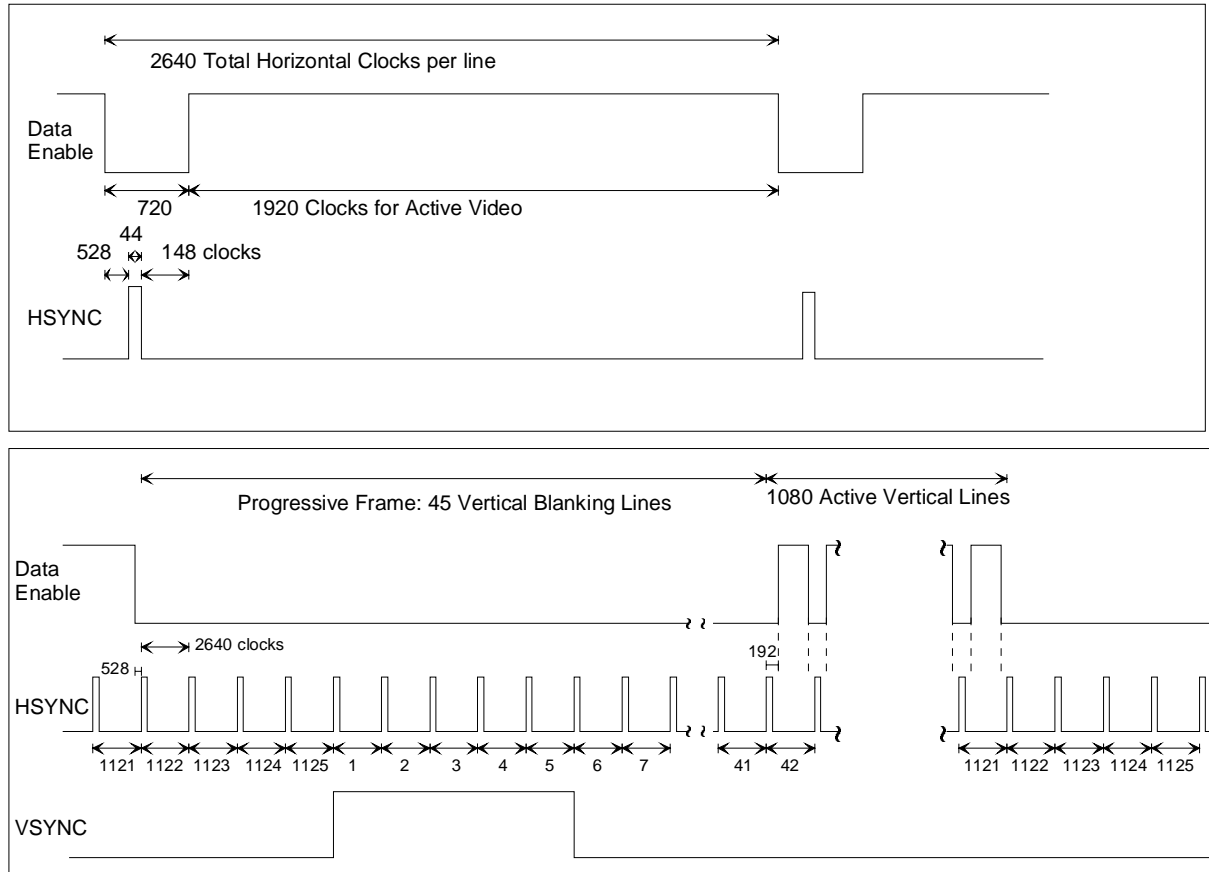 2640 Total Horizontal Clocks per line
Data
Enable
720
1920 Clocks for Active Video
44
528
148 clocks
HSYNC
Progressive Frame: 45 Vertical Blanking Lines
1080 Active Vertical Lines
Data
Enable
2640 clocks
528
192
HSYNC
1121 1122 1123 1124 1125 1 2 3 4 5 6 7 41 42 1121 1122 1123 1124 1125
VSYNC